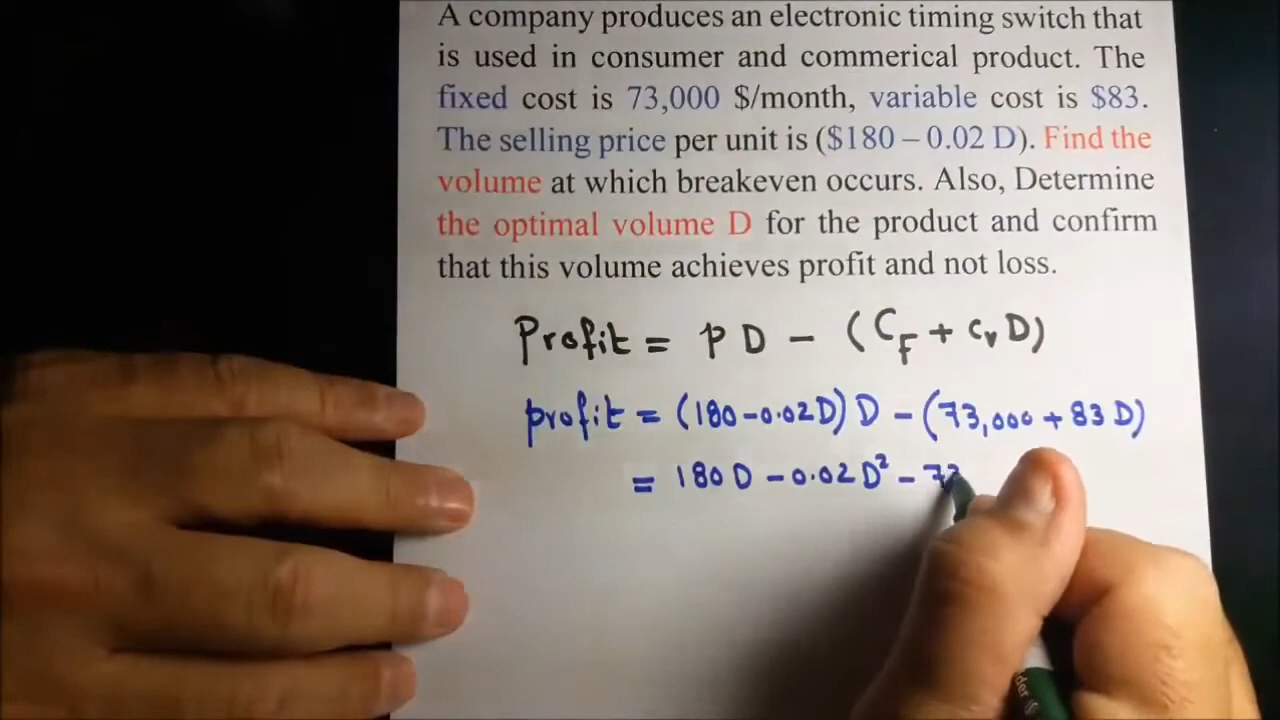 A company produces an electronic timing switch that
is used in consumer and commerical product. The
fixed cost is 73,000 $/month, variable cost is $83.
The selling price per unit is ($180 – 0.02 D). Find the
volume at which breakeven occurs. Also, Determine
the optimal volume D for the product and confirm
that this volume achieves profit and not loss.
Profit = p D - (C_F + c_v D)
profit = (180-0.02D) D - (73,000 + 83 D)
= 180 D - 0.02 D² - 73